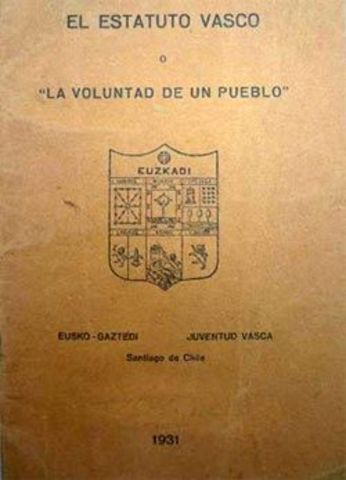 EL ESTATUTO VASCO
O
"LA VOLUNTAD DE UN PUEBLO"
EUZKADI
EUSKO-GAZTEDI JUVENTUD VASCA
Santiago de Chile
1931